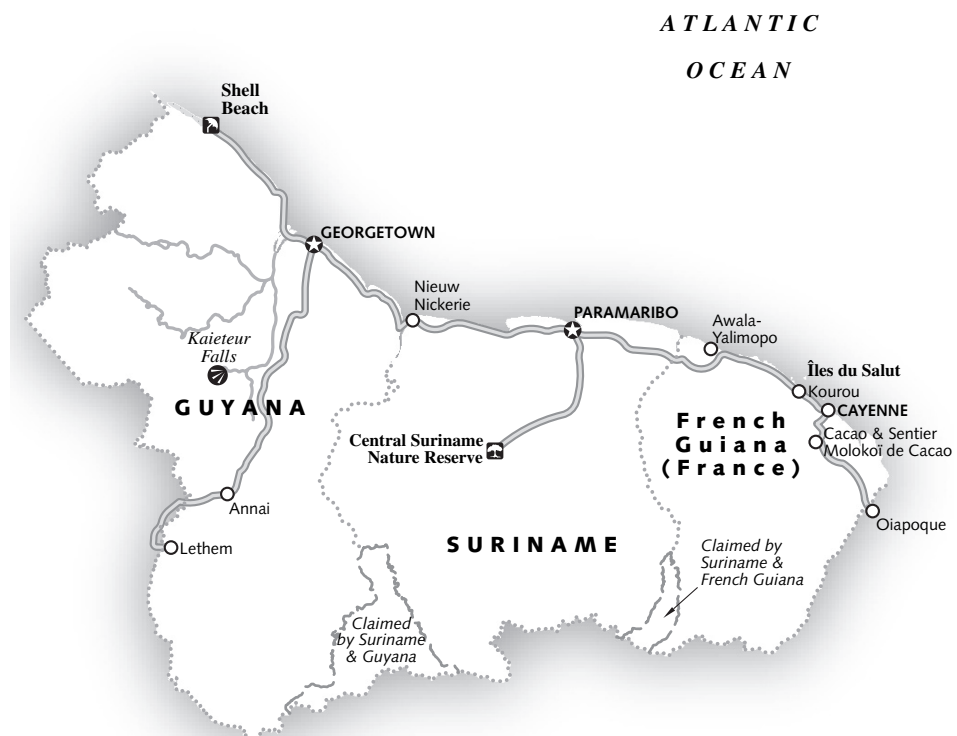 ATLANTIC
OCEAN
Shell
Beach
GEORGETOWN
Nieuw
Nickerie
PARAMARIBO
Awala-
Yalimopo
Kaieteur
Falls
Îles du Salut
Kourou
GUYANA
CAYENNE
French
Guiana
(France)
Central Suriname
Nature Reserve
Cacao & Sentier
Molokoï de Cacao
Annai
Oiapoque
Lethem
SURINAME
Claimed by
Suriname &
French Guiana
Claimed
by Suriname
& Guyana